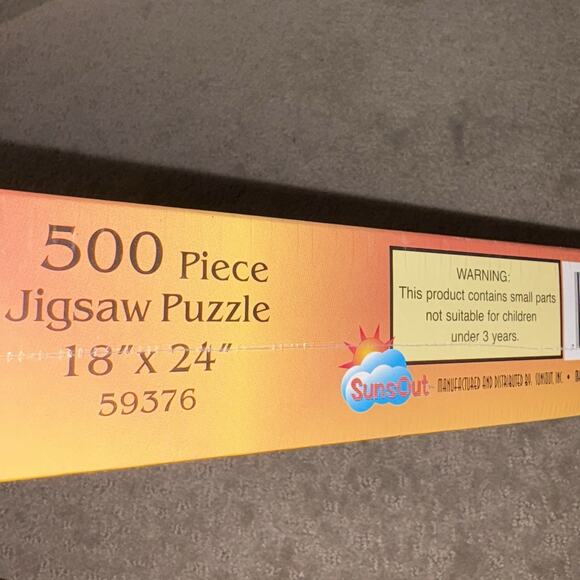 500 Piece
Jigsaw Puzzle
18" x 24"
59376
WARNING:
This product contains small parts
not suitable for children
under 3 years.
SunsOut
MANUFACTURED AND DISTRIBUTED BY: SUNSOUT, INC •